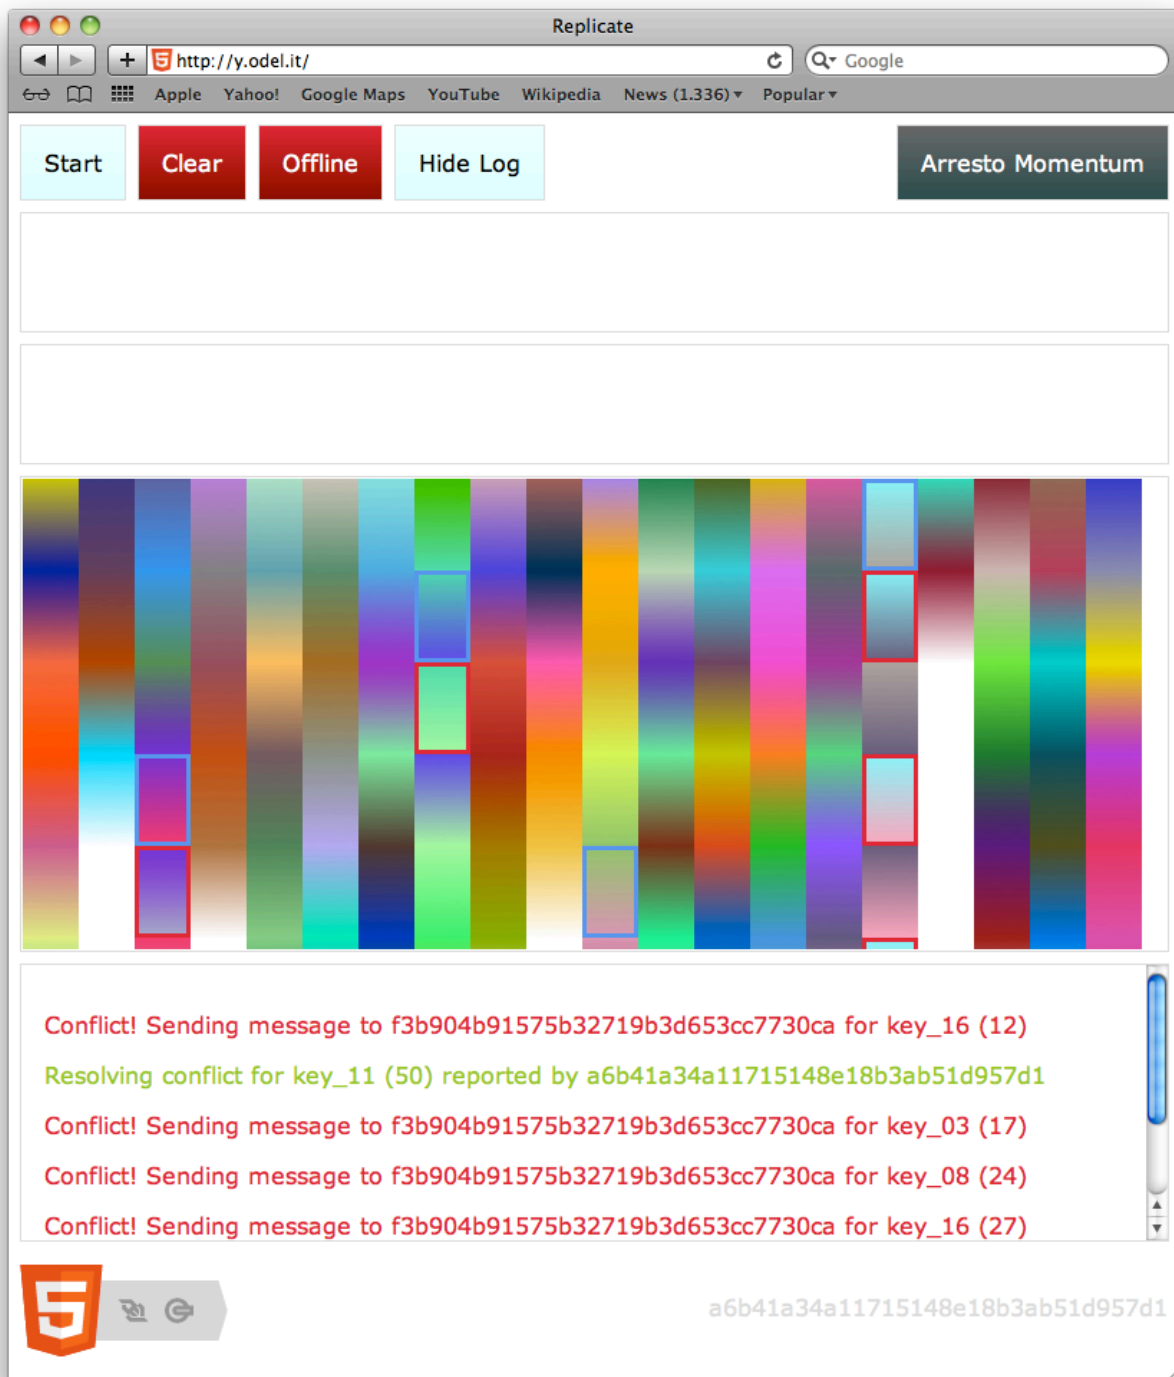 Replicate
http://y.odel.it/
Google
Apple Yahoo! Google Maps YouTube Wikipedia News (1.336) Popular
Start Clear Offline Hide Log Arresto Momentum
Conflict! Sending message to f3b904b91575b32719b3d653cc7730ca for key_16 (12)
Resolving conflict for key_11 (50) reported by a6b41a34a11715148e18b3ab51d957d1
Conflict! Sending message to f3b904b91575b32719b3d653cc7730ca for key_03 (17)
Conflict! Sending message to f3b904b91575b32719b3d653cc7730ca for key_08 (24)
Conflict! Sending message to f3b904b91575b32719b3d653cc7730ca for key_16 (27)
5
a6b41a34a11715148e18b3ab51d957d1